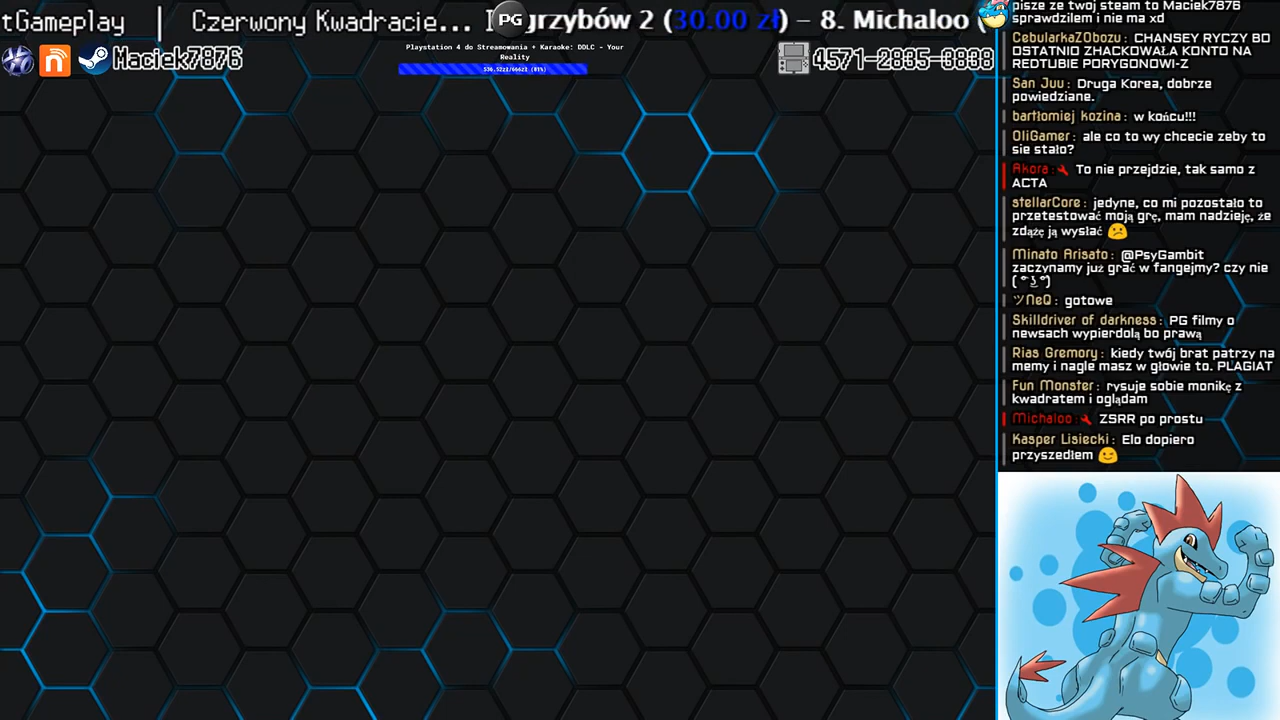 tGameplay | Czerwony Kwadracie... PG grzybów 2 (30.00 zł) – 8. Michaloo
Maciek7876
Playstation 4 do Streamowania + Karaoke: DDLC - Your
Reality
4571-2835-3838
pisze ze twoj steam to Maciek7876
sprawdzilem i nie ma xd
CebularkaZObozu: CHANSEY RYCZY BO
OSTATNIO ZHACKOWAŁA KONTO NA
REDTUBIE PORYGONOWI-Z
San Juu: Druga Korea, dobrze
powiedziane.
bartłomiej kozina: w końcu!!!
OliGamer: ale co to wy chcecie zeby to
sie stalo?
Akora: To nie przejdzie, tak samo z
ACTA
stellarCore: jedyne, co mi pozostało to
przetestować moją grę, mam nadzieję, że
zdążę ją wysłać
Minato Arisato: @PsyGambit
zaczynamy już grać w fangejmy? czy nie
( ͡° ͜ʖ ͡°)
ツΠeQ: gotowe
Skilldriver of darkness: PG filmy o
newsach wypierdolą bo prawą
Rias Gremory: kiedy twój brat patrzy na
memy i nagle masz w głowie to. PLAGIAT
Fun Monster: rysuje sobie monikę z
kwadratem i oglądam
Michaloo: ZSRR po prostu
Kasper Lisiecki: Elo dopiero
przyszedłem